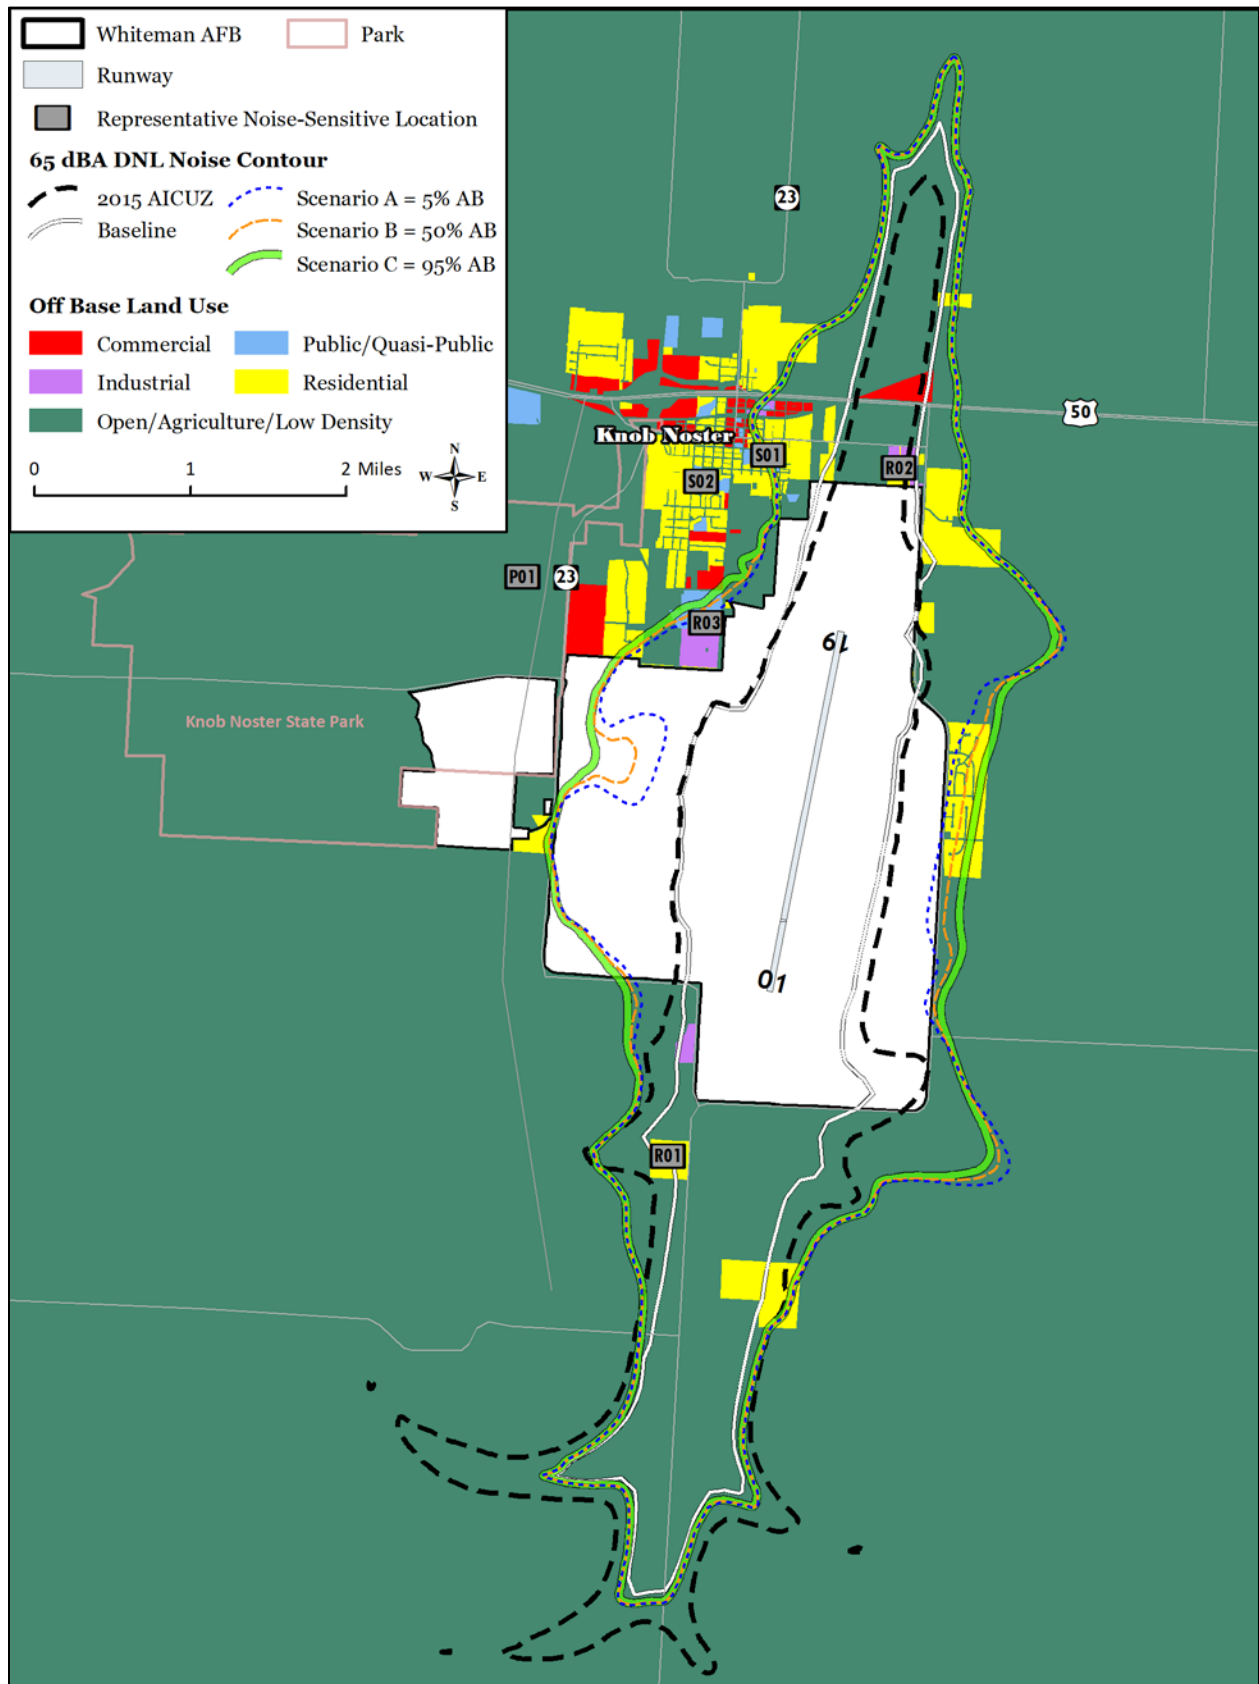 Whiteman AFB
Park
Runway
Representative Noise-Sensitive Location
65 dBA DNL Noise Contour
2015 AICUZ
Scenario A = 5% AB
Baseline
Scenario B = 50% AB
Scenario C = 95% AB
Off Base Land Use
Commercial
Public/Quasi-Public
Industrial
Residential
Open/Agriculture/Low Density
0 1 2 Miles
N
W E
S
23
50
Knob Noster
S01
R02
S02
P01
23
R03
19
Knob Noster State Park
01
R01